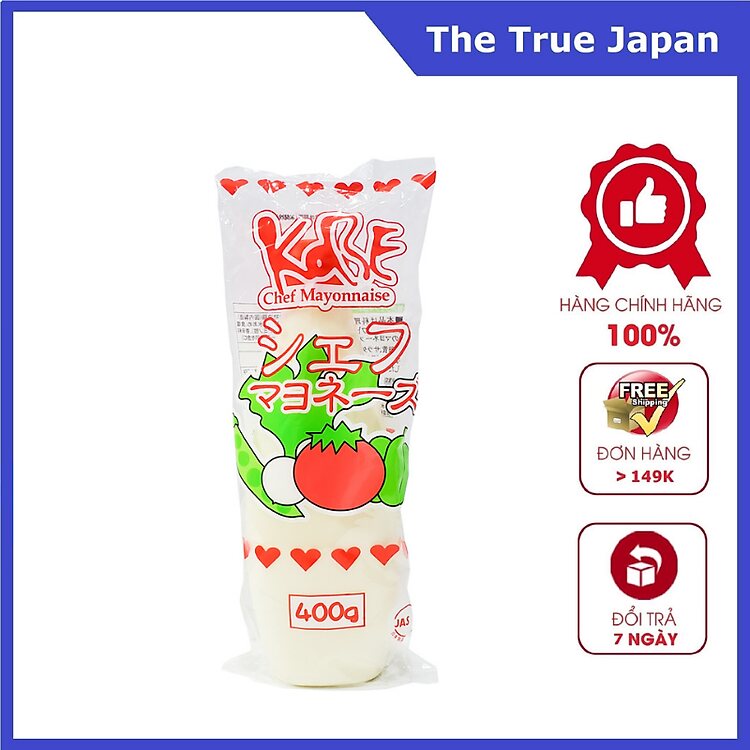 The True Japan
KOBE
Chef Mayonnaise
シェフ
マヨネーズ
400g
JAS
HÀNG CHÍNH HÃNG
100%
FREE
Shipping
ĐƠN HÀNG
> 149K
ĐỔI TRẢ
7 NGÀY